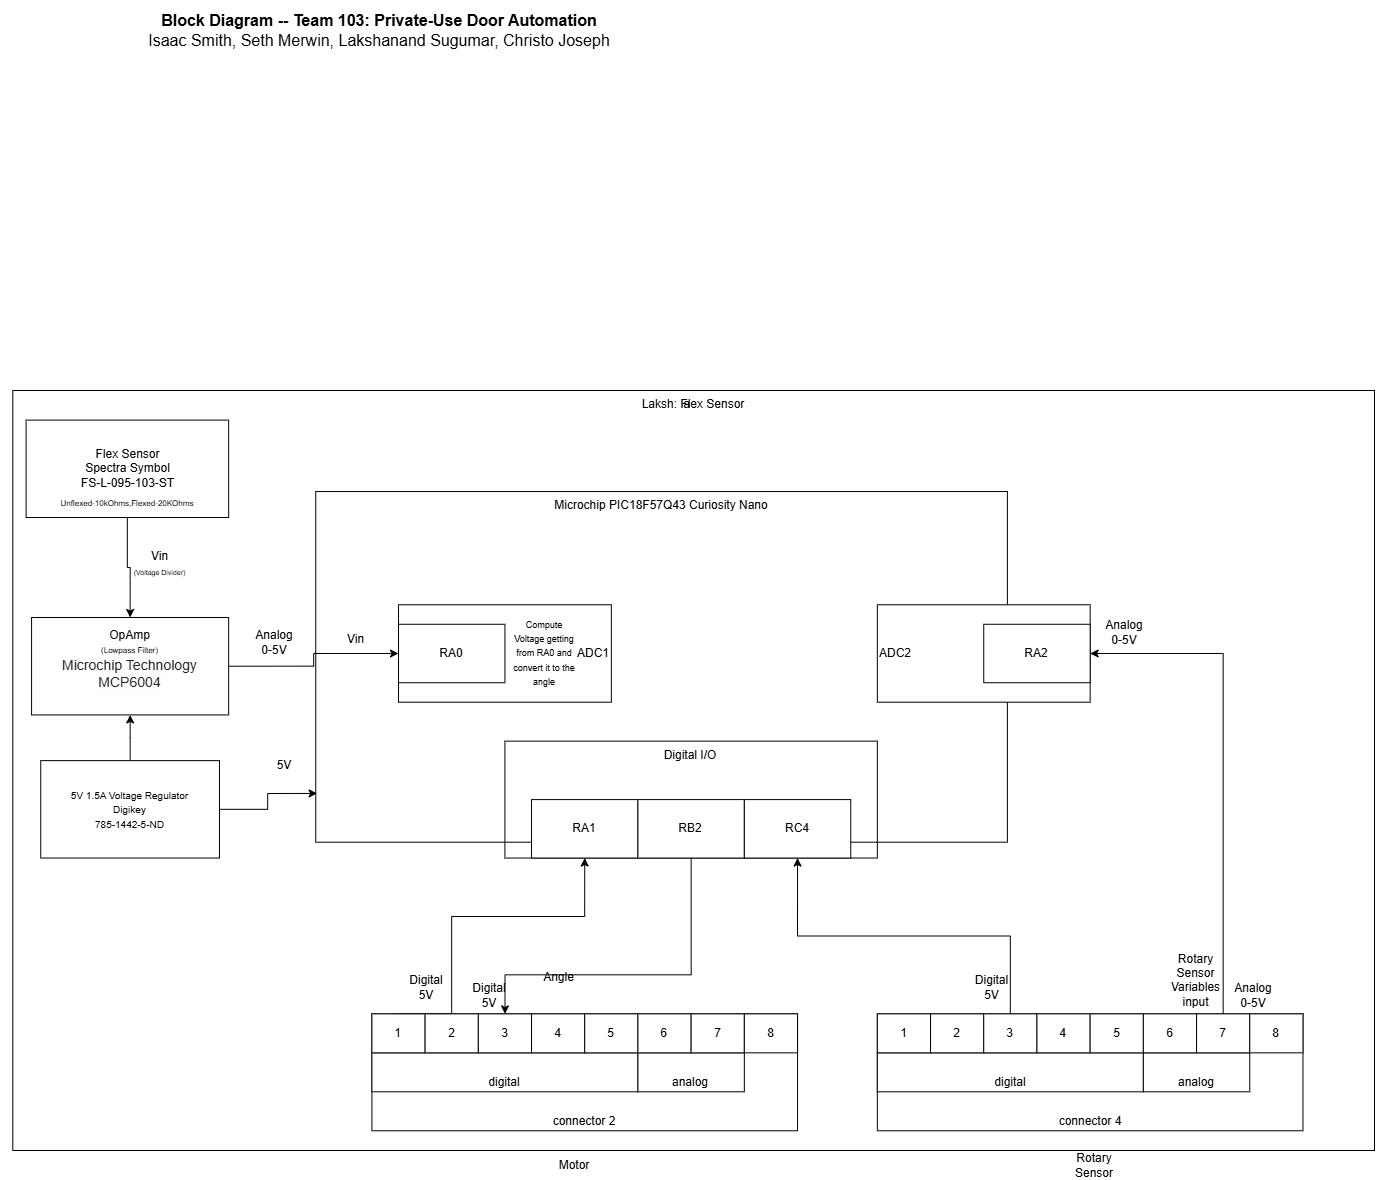 Block Diagram -- Team 103: Private-Use Door Automation
Isaac Smith, Seth Merwin, Lakshanand Sugumar, Christo Joseph
Laksh: Flex Sensor
Flex Sensor
Spectra Symbol
FS-L-095-103-ST
Unflexed-10kOhms,Flexed-20KOhms
Microchip PIC18F57Q43 Curiosity Nano
Vin
(Voltage Divider)
OpAmp
(Lowpass Filter)
Microchip Technology
MCP6004
Analog
0-5V
Vin
RA0
Compute
Voltage getting
from RA0 and
convert it to the
angle
ADC1
ADC2
RA2
Analog
0-5V
5V
5V 1.5A Voltage Regulator
Digikey
785-1442-5-ND
Digital I/O
RA1
RB2
RC4
Digital
5V
Digital
5V
Angle
Digital
5V
Rotary
Sensor
Variables
input
Analog
0-5V
1
2
3
4
5
6
7
8
digital
analog
connector 2
1
2
3
4
5
6
7
8
digital
analog
connector 4
Motor
Rotary
Sensor